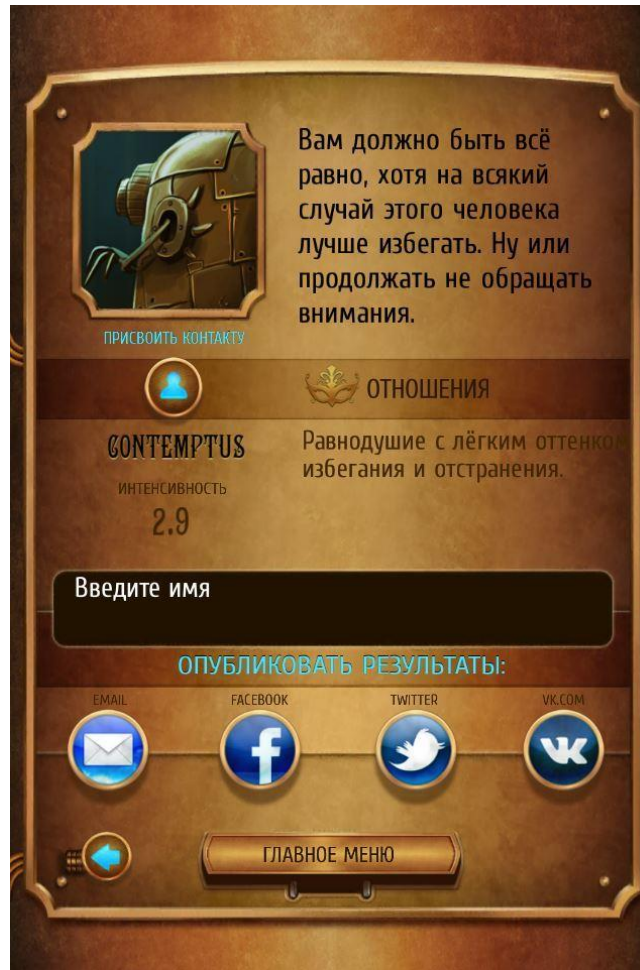 Вам должно быть всё
равно, хотя на всякий
случай этого человека
лучше избегать. Ну или
продолжать не обращать
внимания.
ПРИСВОИТЬ КОНТАКТУ
ОТНОШЕНИЯ
CONTEMPTUS
Равнодушие с лёгким оттенком
избегания и отстранения.
ИНТЕНСИВНОСТЬ
2.9
Введите имя
ОПУБЛИКОВАТЬ РЕЗУЛЬТАТЫ:
EMAIL FACEBOOK TWITTER VK.COM
ГЛАВНОЕ МЕНЮ